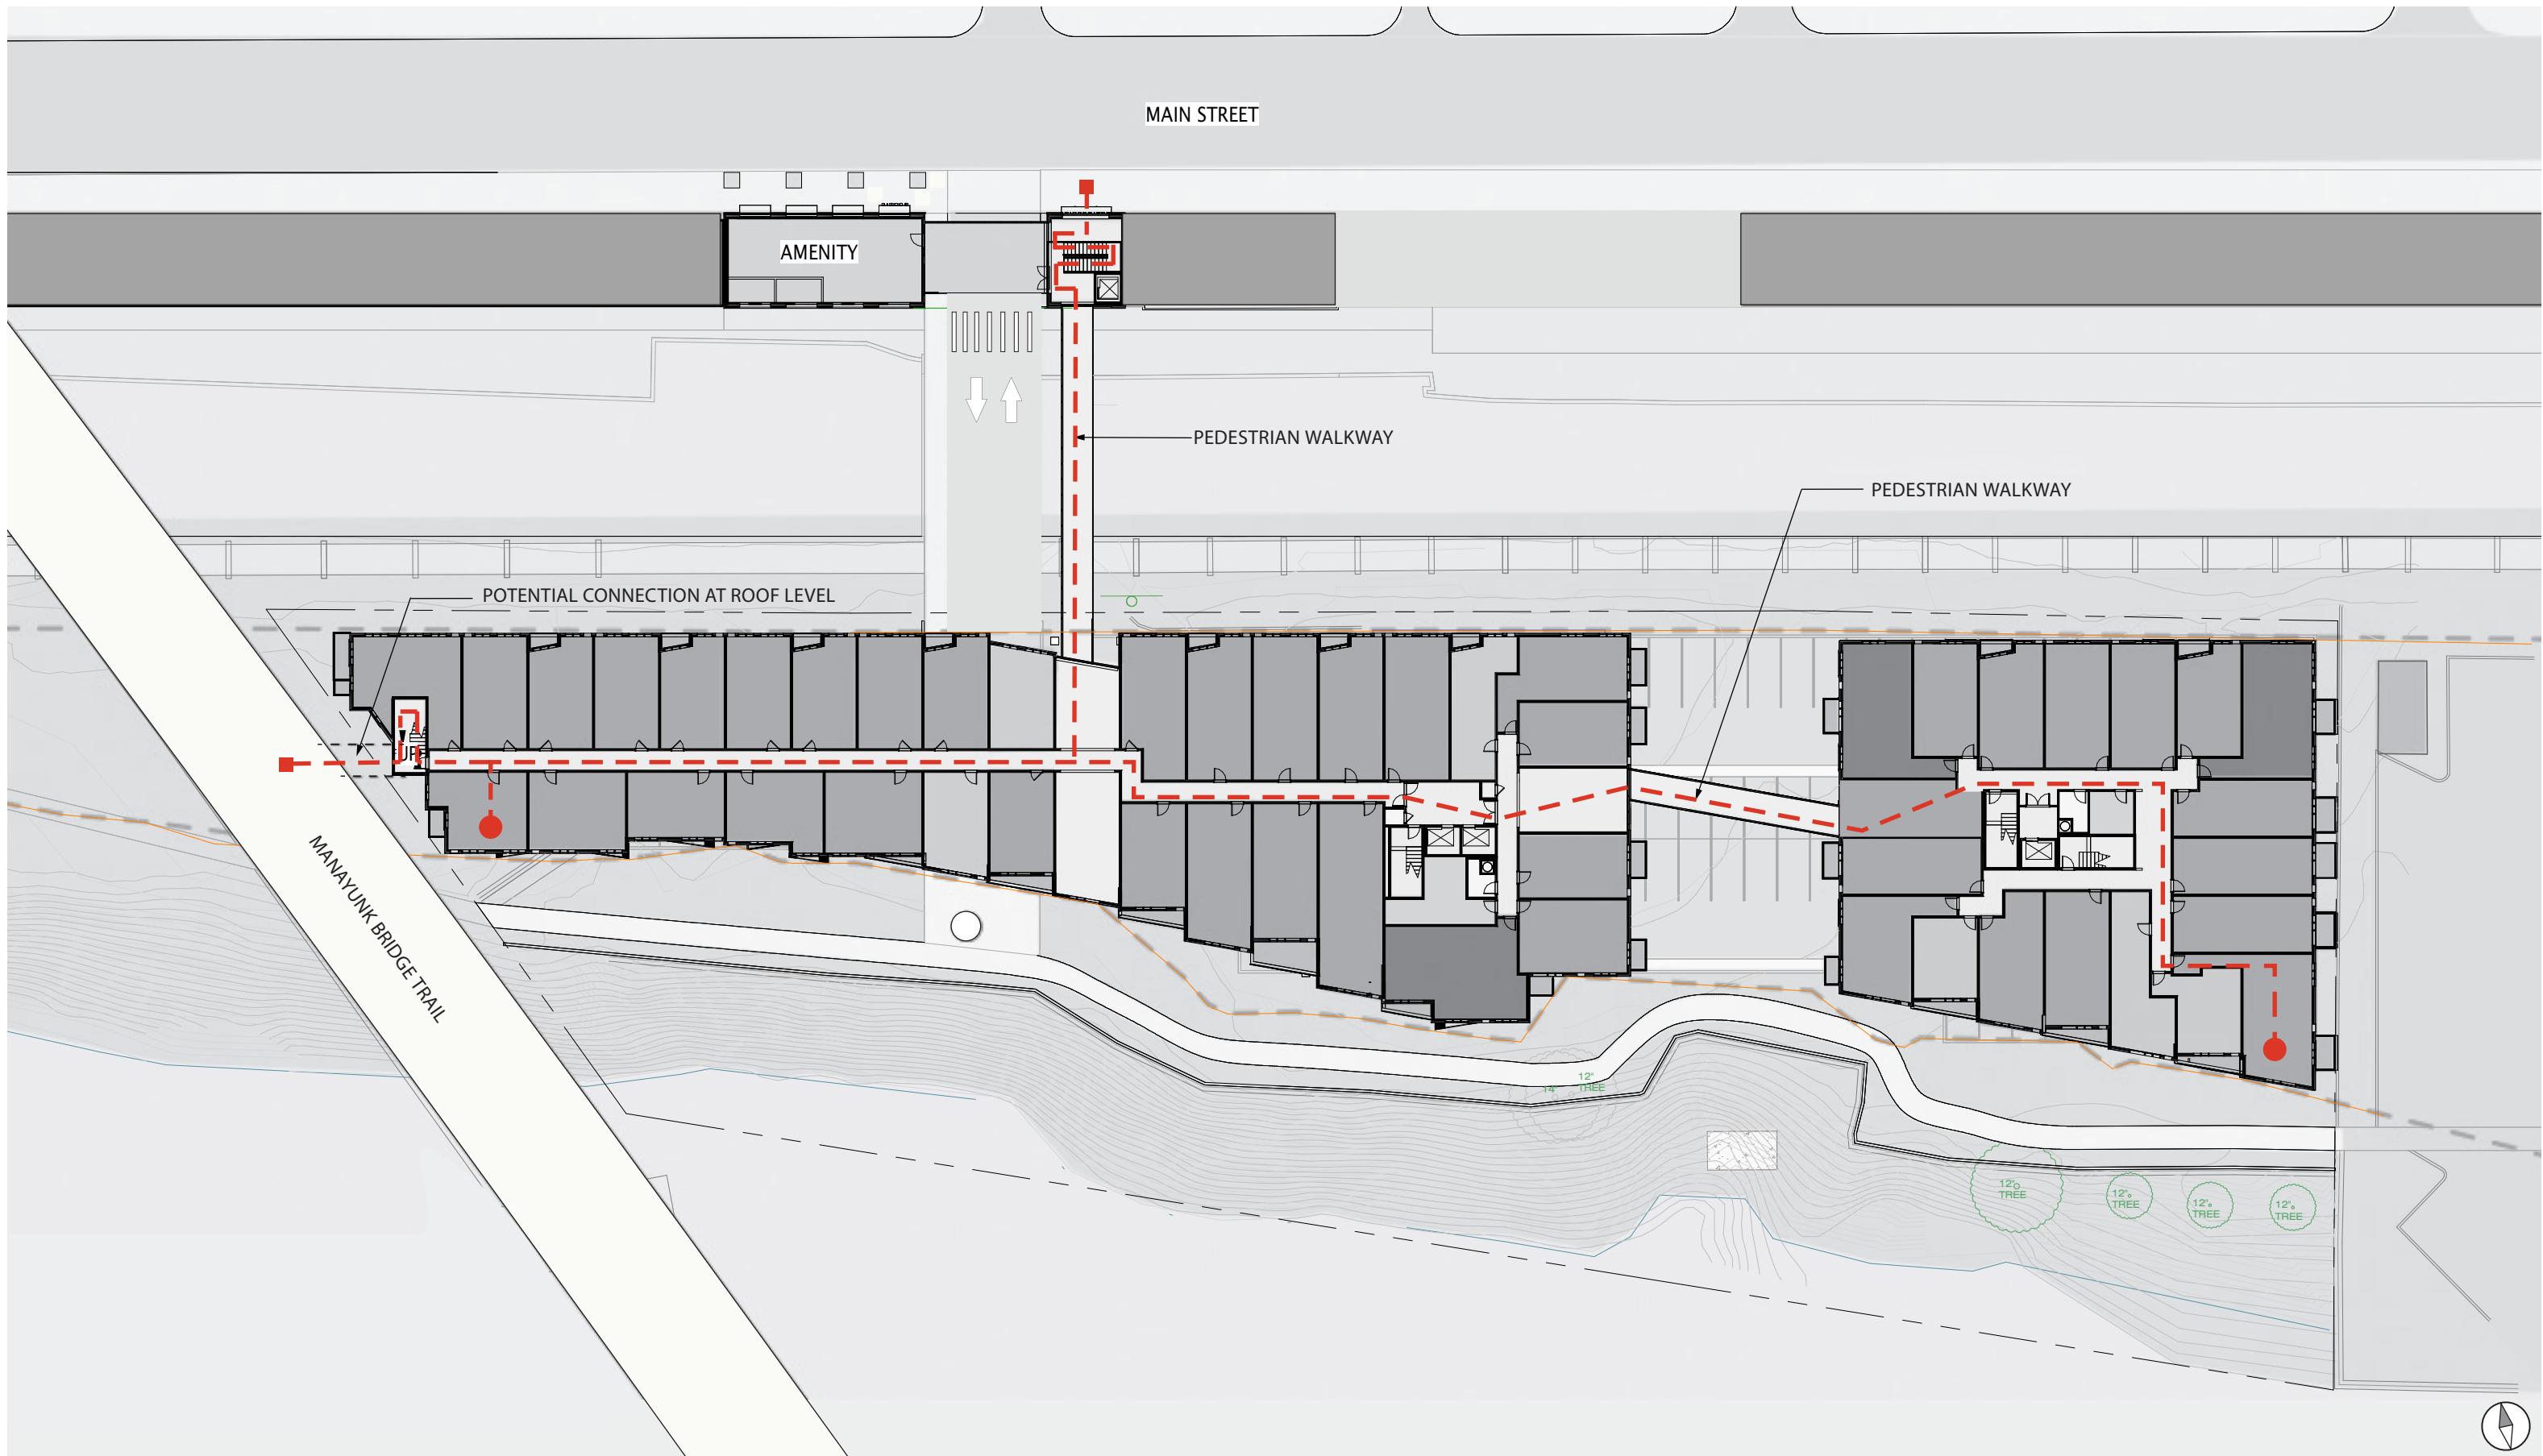 MAIN STREET
AMENITY
PEDESTRIAN WALKWAY
PEDESTRIAN WALKWAY
POTENTIAL CONNECTION AT ROOF LEVEL
UP
MANAYUNK BRIDGE TRAIL
14"
12"
TREE
12"
TREE
12"
TREE
12"
TREE
12"
TREE